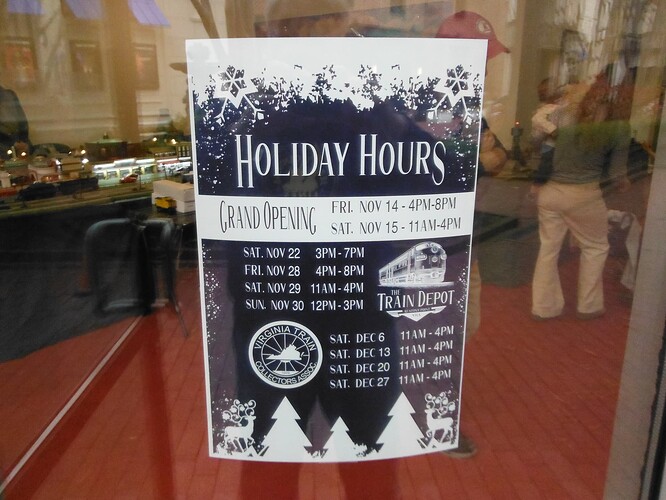 HOLIDAY HOURS
GRAND OPENING
FRI. NOV 14 - 4PM-8PM
SAT. NOV 15 - 11AM-4PM
SAT. NOV 22 3PM - 7PM
FRI. NOV 28 4PM - 8PM
SAT. NOV 29 11AM - 4PM
SUN. NOV 30 12PM - 3PM
THE
TRAIN DEPOT
VIRGINIA TRAIN
COLLECTORS ASSOC.
SAT. DEC 6 11AM - 4PM
SAT. DEC 13 11AM - 4PM
SAT. DEC 20 11AM - 4PM
SAT. DEC 27 11AM - 4PM